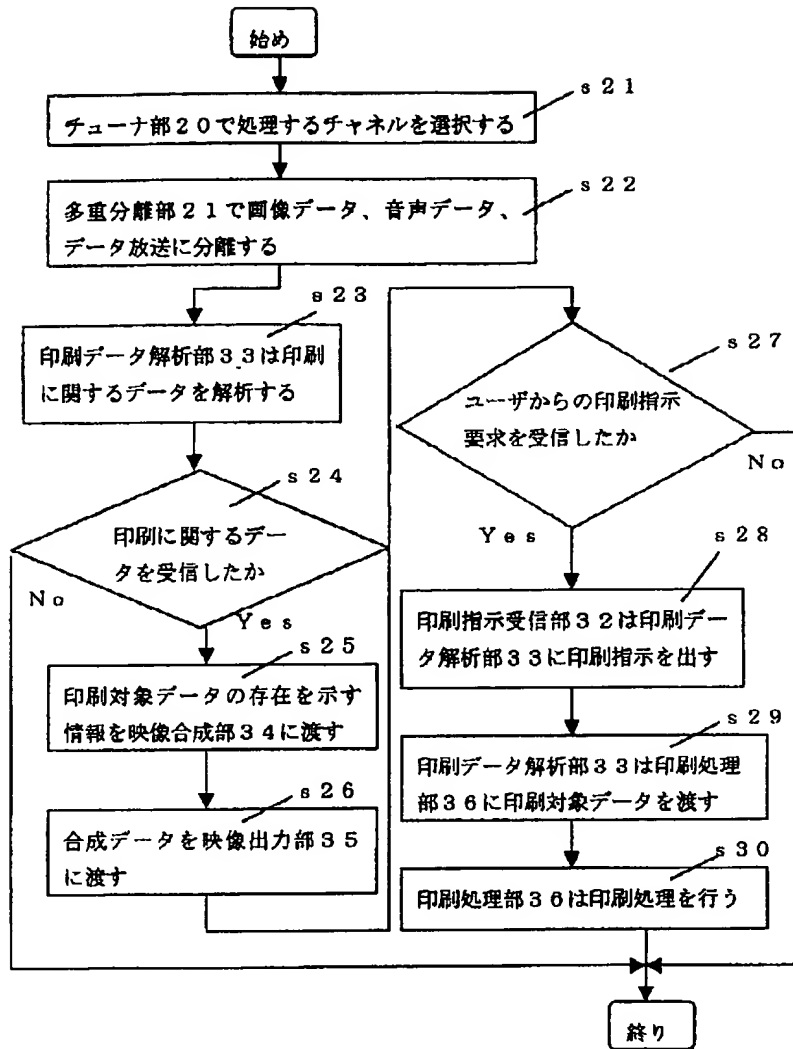 始め
s21
チューナ部20で処理するチャネルを選択する
s22
多重分離部21で画像データ、音声データ、
データ放送に分離する
s23
印刷データ解析部33は印刷
に関するデータを解析する
s24
印刷に関するデー
タを受信したか
No
Yes
s25
印刷対象データの存在を示す
情報を映像合成部34に渡す
s26
合成データを映像出力部35
に渡す
s27
ユーザからの印刷指示
要求を受信したか
No
Yes
s28
印刷指示受信部32は印刷デー
タ解析部33に印刷指示を出す
s29
印刷データ解析部33は印刷処理
部36に印刷対象データを渡す
s30
印刷処理部36は印刷処理を行う
終り